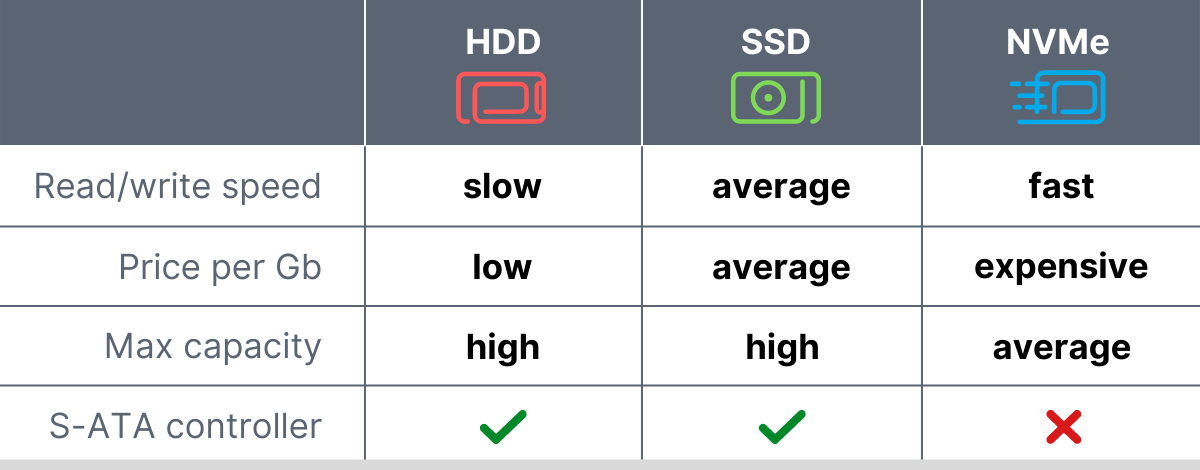 HDD SSD NVMe
Read/write speed slow average fast
Price per Gb low average expensive
Max capacity high high average
S-ATA controller